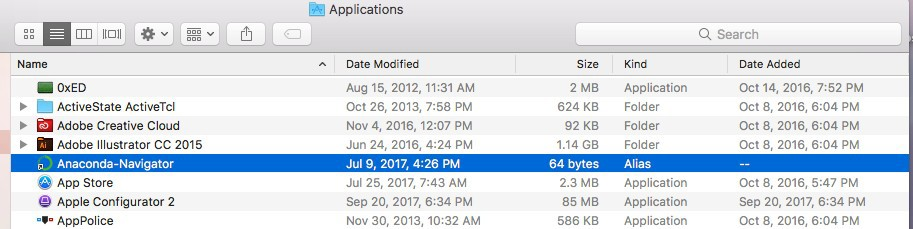 Applications
Search
Name Date Modified Size Kind Date Added
0xED Aug 15, 2012, 11:31 AM 2 MB Application Oct 14, 2016, 7:52 PM
ActiveState ActiveTcl Oct 26, 2013, 7:58 PM 624 KB Folder Oct 8, 2016, 6:04 PM
Adobe Creative Cloud Nov 4, 2016, 12:07 PM 92 KB Folder Oct 8, 2016, 6:04 PM
Ai Adobe Illustrator CC 2015 Jun 24, 2016, 4:24 PM 1.14 GB Folder Oct 8, 2016, 6:04 PM
Anaconda-Navigator Jul 9, 2017, 4:26 PM 64 bytes Alias --
App Store Jul 25, 2017, 7:43 AM 2.3 MB Application Oct 8, 2016, 5:47 PM
Apple Configurator 2 Sep 20, 2017, 6:34 PM 85 MB Application Sep 20, 2017, 6:34 PM
AppPolice Nov 30, 2013, 10:32 AM 586 KB Application Oct 8, 2016, 6:04 PM